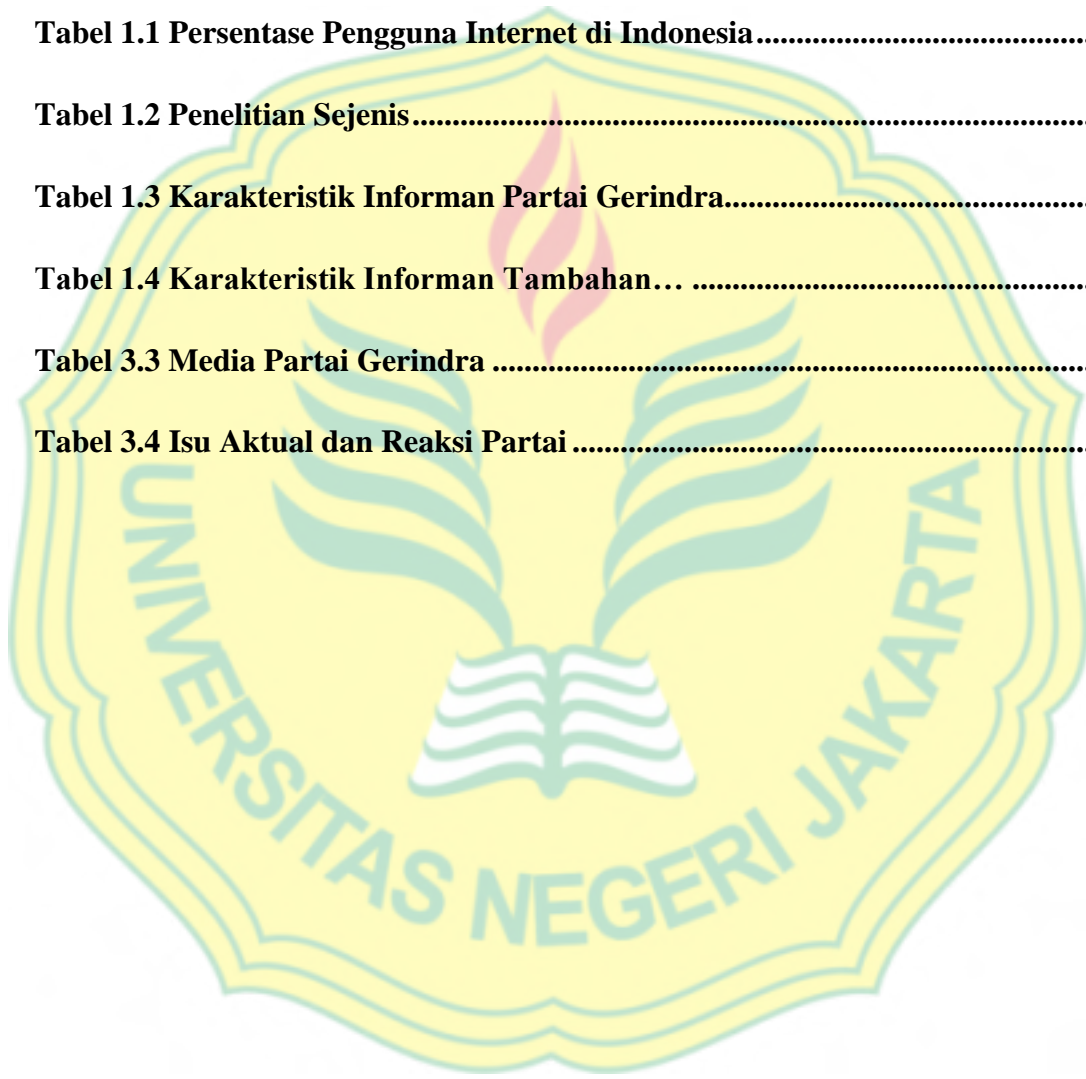 Tabel 1.1 Persentase Pengguna Internet di Indonesia.......................................
Tabel 1.2 Penelitian Sejenis....................................................................................
Tabel 1.3 Karakteristik Informan Partai Gerindra.............................................
Tabel 1.4 Karakteristik Informan Tambahan… .................................................
Tabel 3.3 Media Partai Gerindra ..........................................................................
Tabel 3.4 Isu Aktual dan Reaksi Partai ................................................................
UNIVERSITAS NEGERI JAKARTA